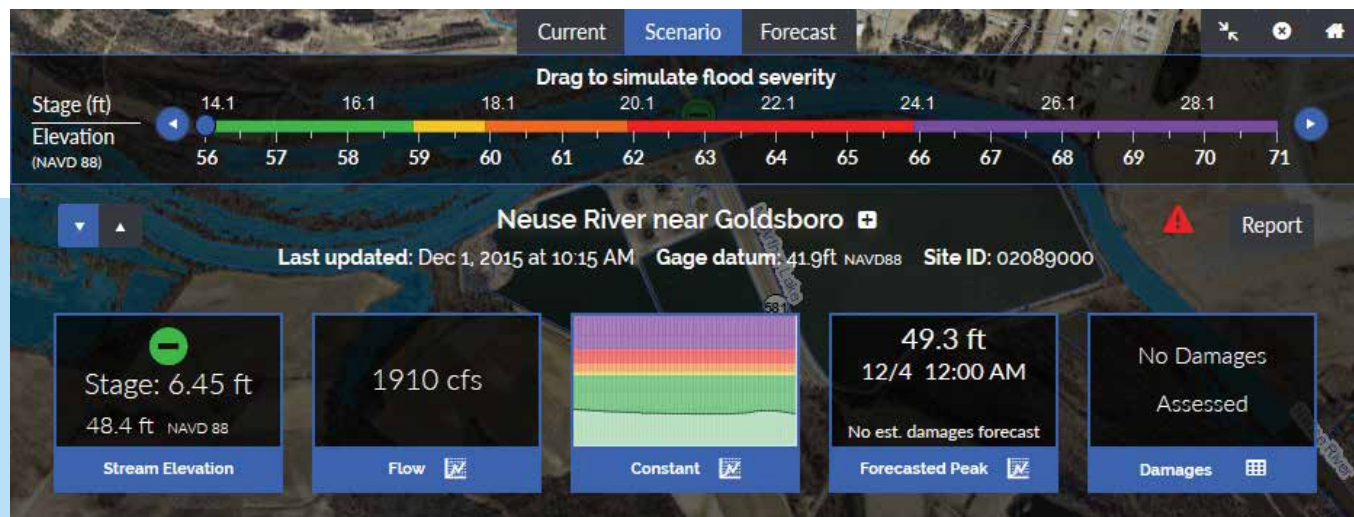 Current Scenario Forecast
Drag to simulate flood severity
Stage (ft)
14.1 16.1 18.1 20.1 22.1 24.1 26.1 28.1
Elevation
(NAVD 88)
56 57 58 59 60 61 62 63 64 65 66 67 68 69 70 71
Neuse River near Goldsboro
Report
Last updated: Dec 1, 2015 at 10:15 AM Gage datum: 41.9ft NAVD88 Site ID: 02089000
581
Stage: 6.45 ft
48.4 ft NAVD 88
Stream Elevation
1910 cfs
Flow
Constant
49.3 ft
12/4 12:00 AM
No est. damages forecast
Forecasted Peak
No Damages
Assessed
Damages